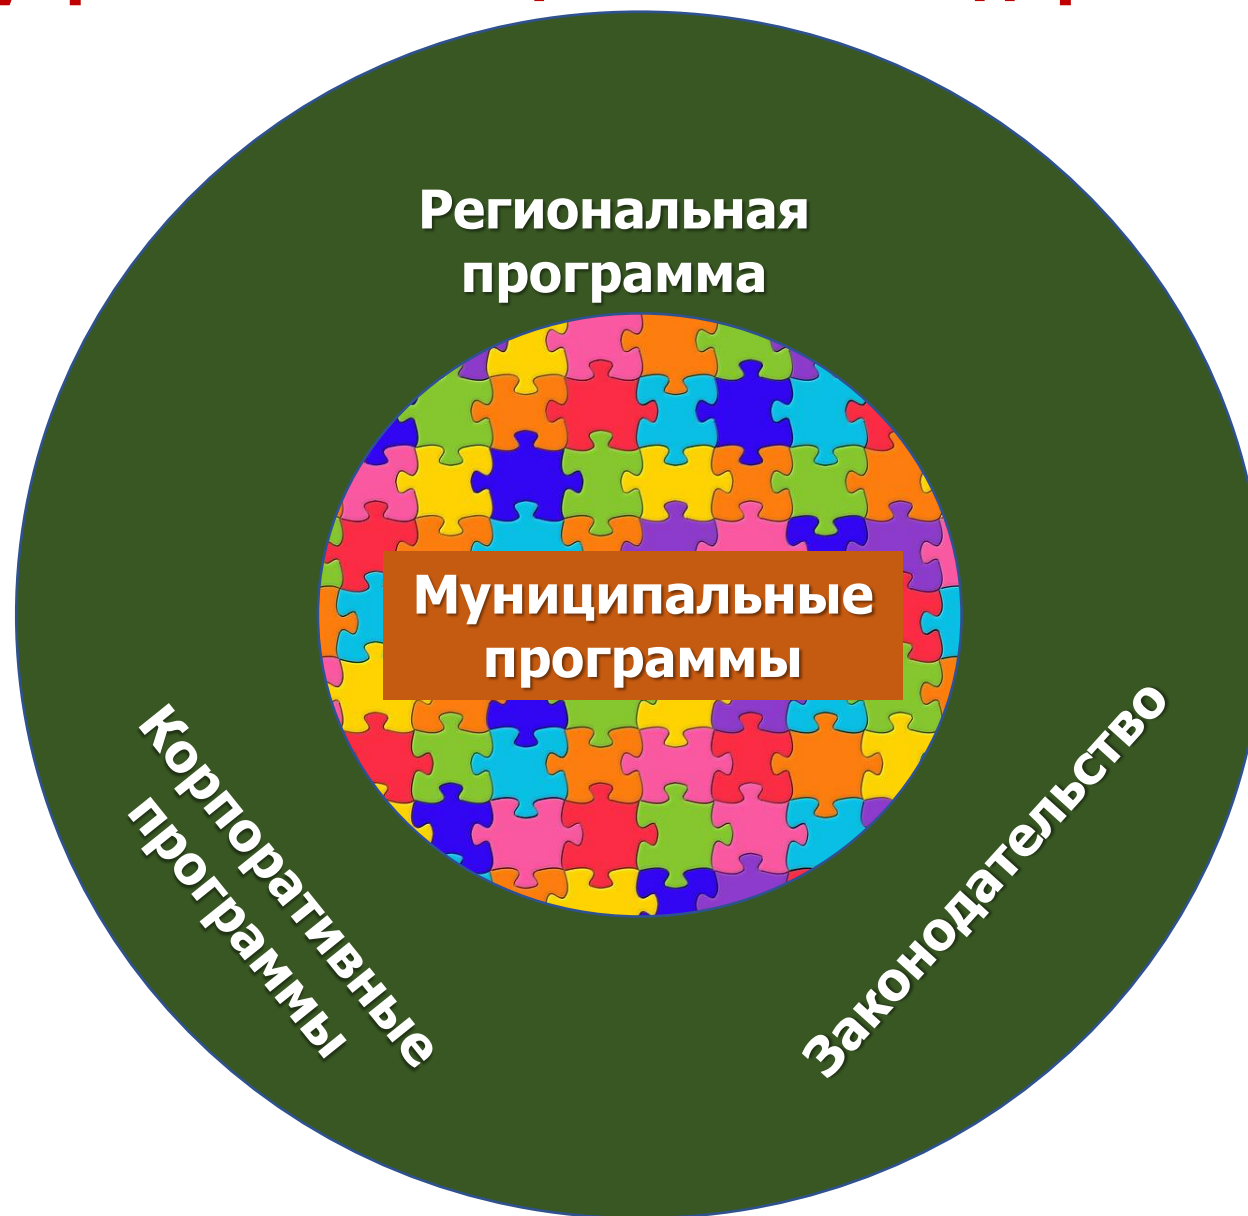 Региональная
программа
Муниципальные
программы
Корпоративные
программы
Законодательство